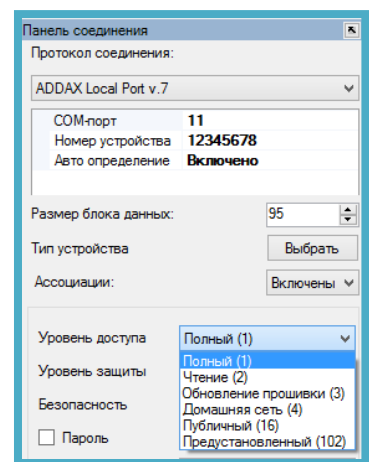 Панель соединения
Протокол соединения:
ADDAX Local Port v.7
COM-порт 11
Номер устройства 12345678
Авто определение Включено
Размер блока данных: 95
Тип устройства Выбрать
Ассоциации: Включены
Уровень доступа Полный (1)
Полный (1)
Уровень защиты
Чтение (2)
Обновление прошивки (3)
Безопасность
Домашняя сеть (4)
Публичный (16)
Пароль
Предустановленный (102)